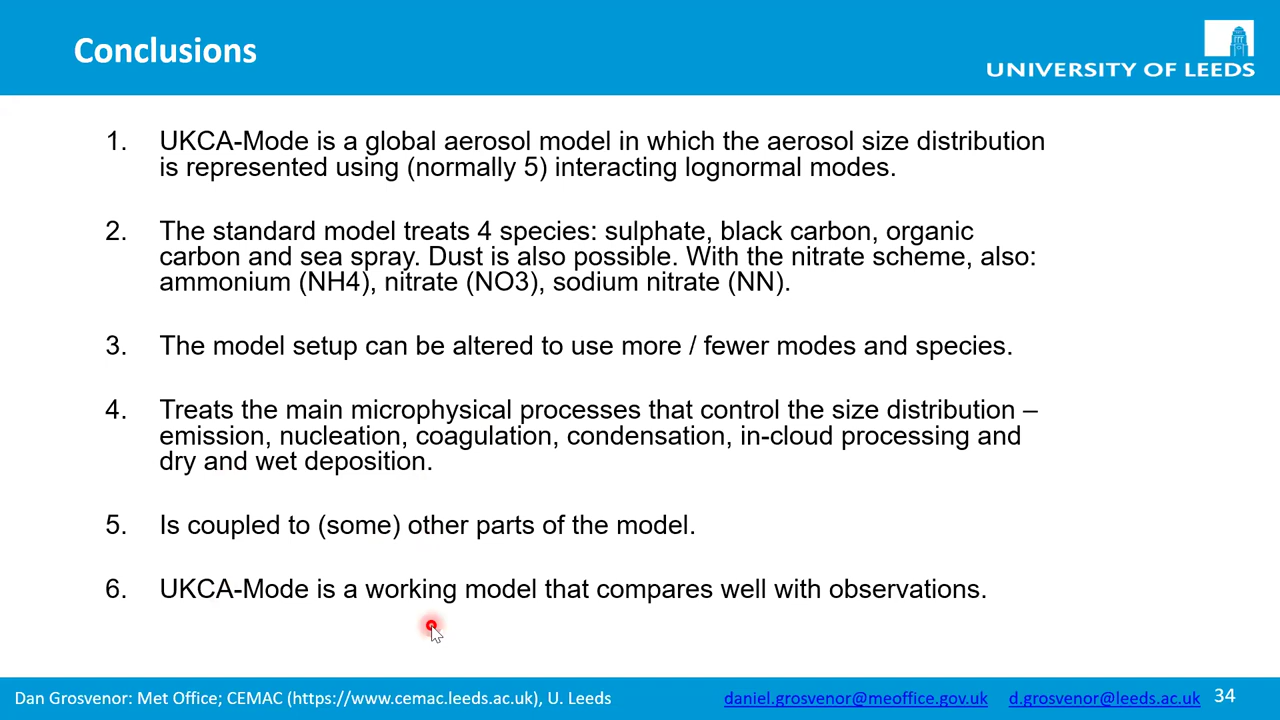 Conclusions
UNIVERSITY OF LEEDS
1. UKCA-Mode is a global aerosol model in which the aerosol size distribution
is represented using (normally 5) interacting lognormal modes.
2. The standard model treats 4 species: sulphate, black carbon, organic
carbon and sea spray. Dust is also possible. With the nitrate scheme, also:
ammonium (NH4), nitrate (NO3), sodium nitrate (NN).
3. The model setup can be altered to use more / fewer modes and species.
4. Treats the main microphysical processes that control the size distribution –
emission, nucleation, coagulation, condensation, in-cloud processing and
dry and wet deposition.
5. Is coupled to (some) other parts of the model.
6. UKCA-Mode is a working model that compares well with observations.
Dan Grosvenor: Met Office; CEMAC (https://www.cemac.leeds.ac.uk), U. Leeds daniel.grosvenor@meoffice.gov.uk d.grosvenor@leeds.ac.uk 34